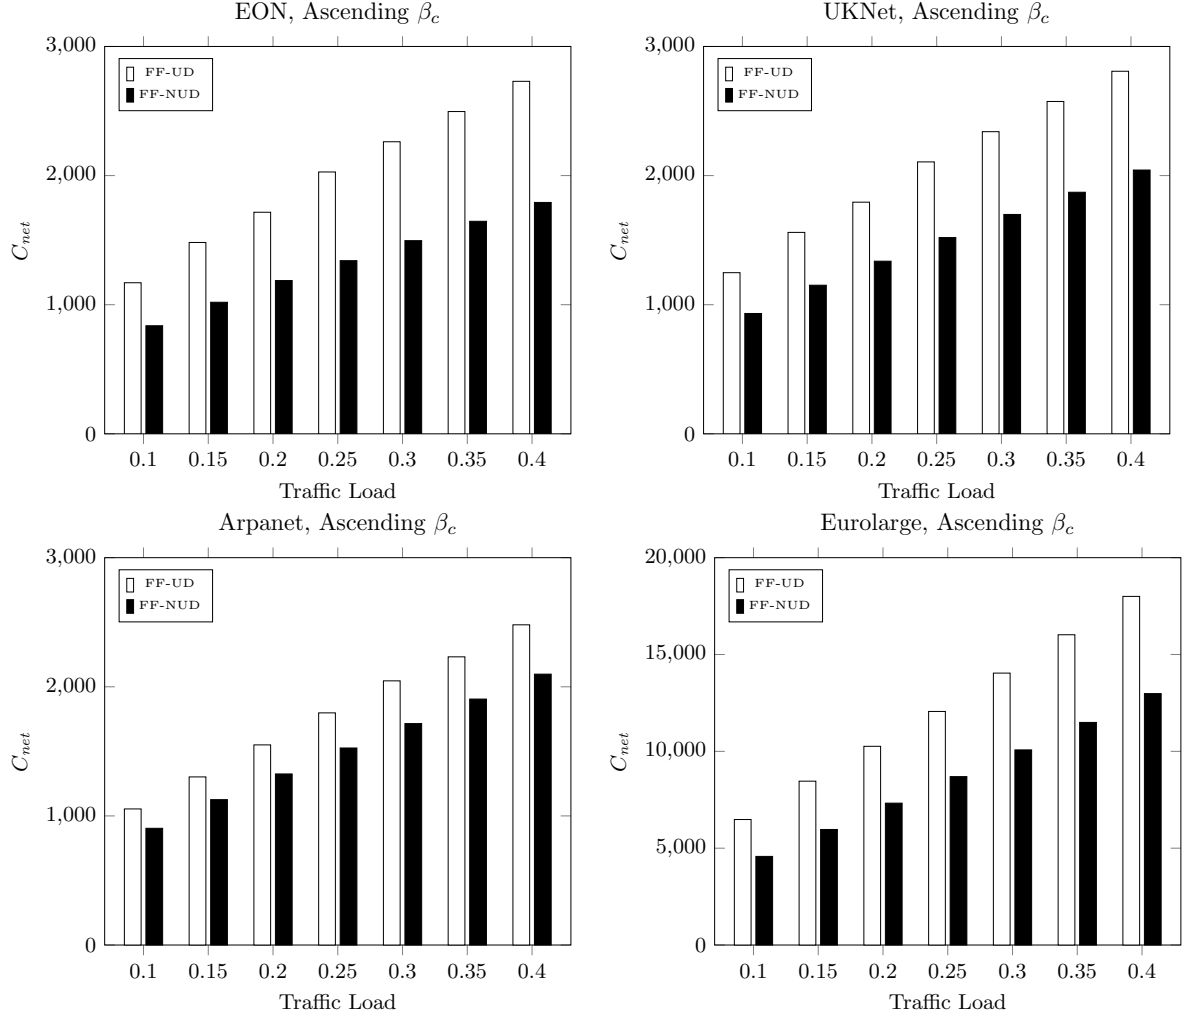 EON, Ascending β_c
3,000
2,000
1,000
0
C_net
FF-UD
FF-NUD
0.1 0.15 0.2 0.25 0.3 0.35 0.4
Traffic Load
UKNet, Ascending β_c
3,000
2,000
1,000
0
C_net
FF-UD
FF-NUD
0.1 0.15 0.2 0.25 0.3 0.35 0.4
Traffic Load
Arpanet, Ascending β_c
3,000
2,000
1,000
0
C_net
FF-UD
FF-NUD
0.1 0.15 0.2 0.25 0.3 0.35 0.4
Traffic Load
Eurolarge, Ascending β_c
20,000
15,000
10,000
5,000
0
C_net
FF-UD
FF-NUD
0.1 0.15 0.2 0.25 0.3 0.35 0.4
Traffic Load